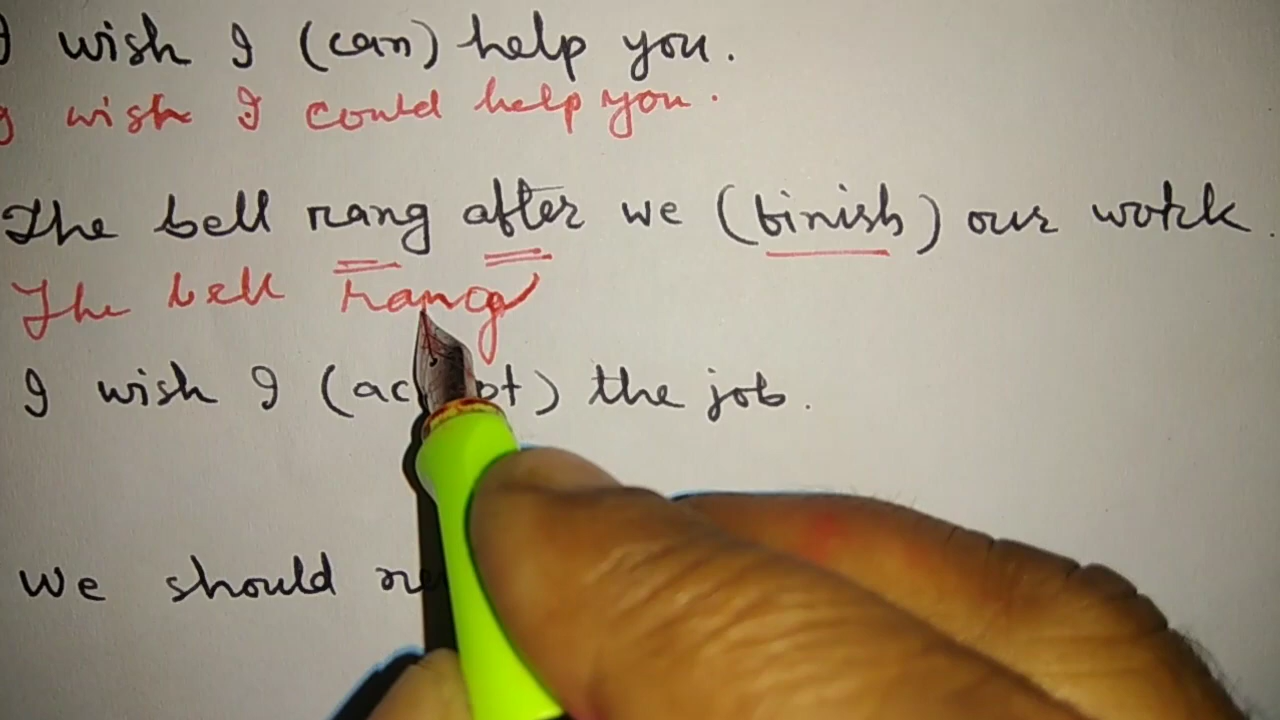 I wish I (can) help you.
I wish I could help you.
The bell rang after we (finish) our work.
The bell rang
I wish I the job.
We should